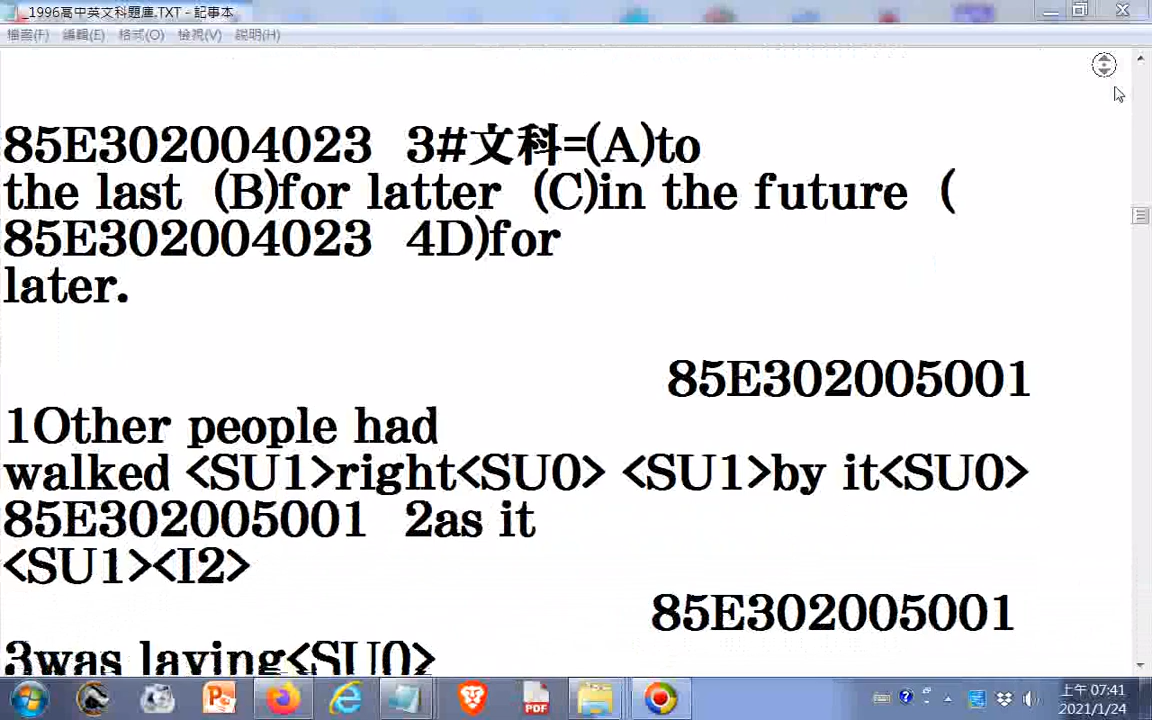 _1996高中英文科題庫.TXT - 記事本
檔案(F) 編輯(E) 格式(O) 檢視(V) 說明(H)
85E302004023 3#文科=(A)to
the last (B)for latter (C)in the future (
85E302004023 4D)for
later.
85E302005001
1Other people had
walked <SU1>right<SU0> <SU1>by it<SU0>
85E302005001 2as it
<SU1><I2>
85E302005001
3was laying<SU0>
PDF
上午 07:41
2021/1/24